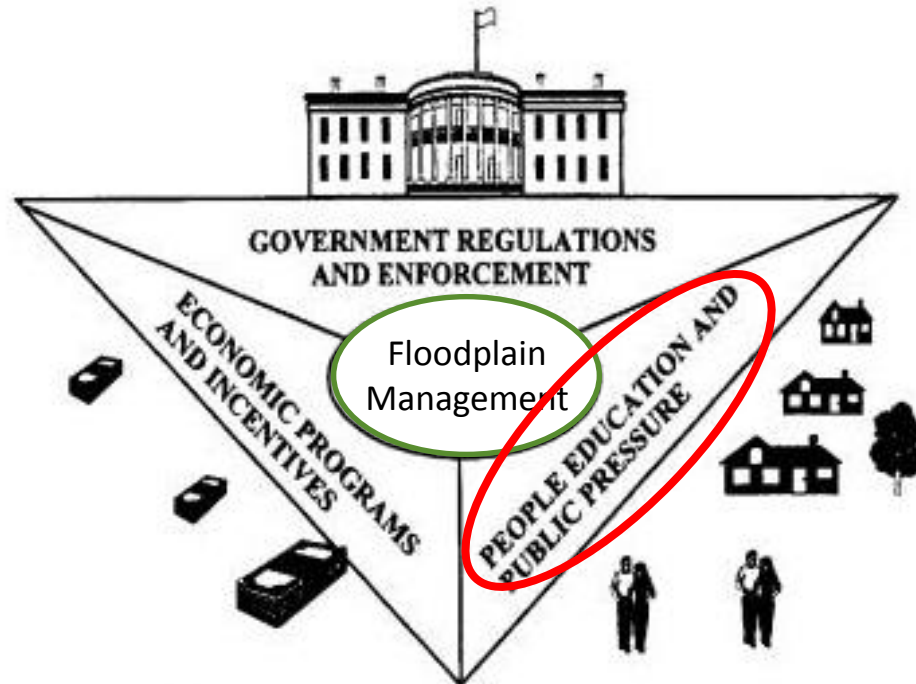 GOVERNMENT REGULATIONS
AND ENFORCEMENT
ECONOMIC PROGRAMS
AND INCENTIVES
Floodplain
Management
PEOPLE EDUCATION AND
PUBLIC PRESSURE